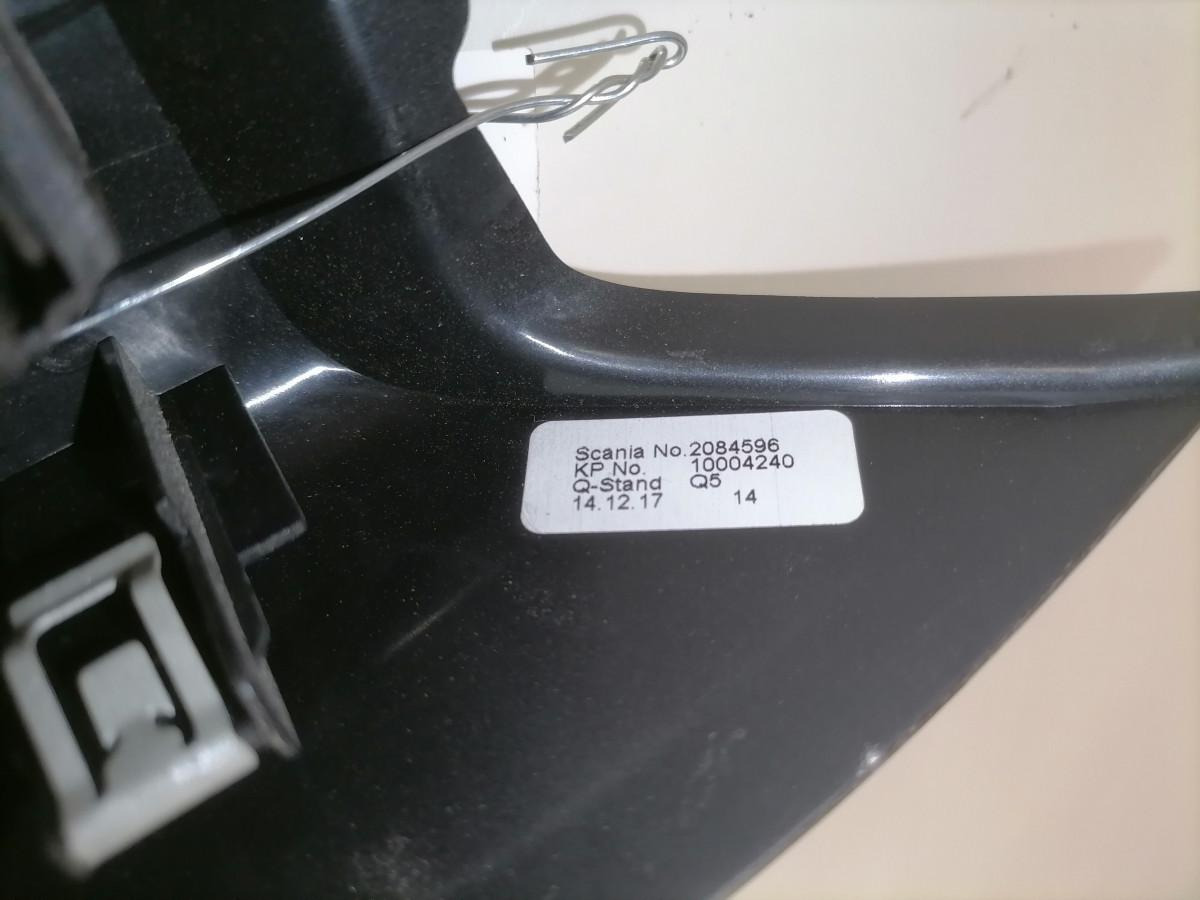 Scania No.2084596
KP No. 10004240
Q-Stand Q5
14.12.17 14